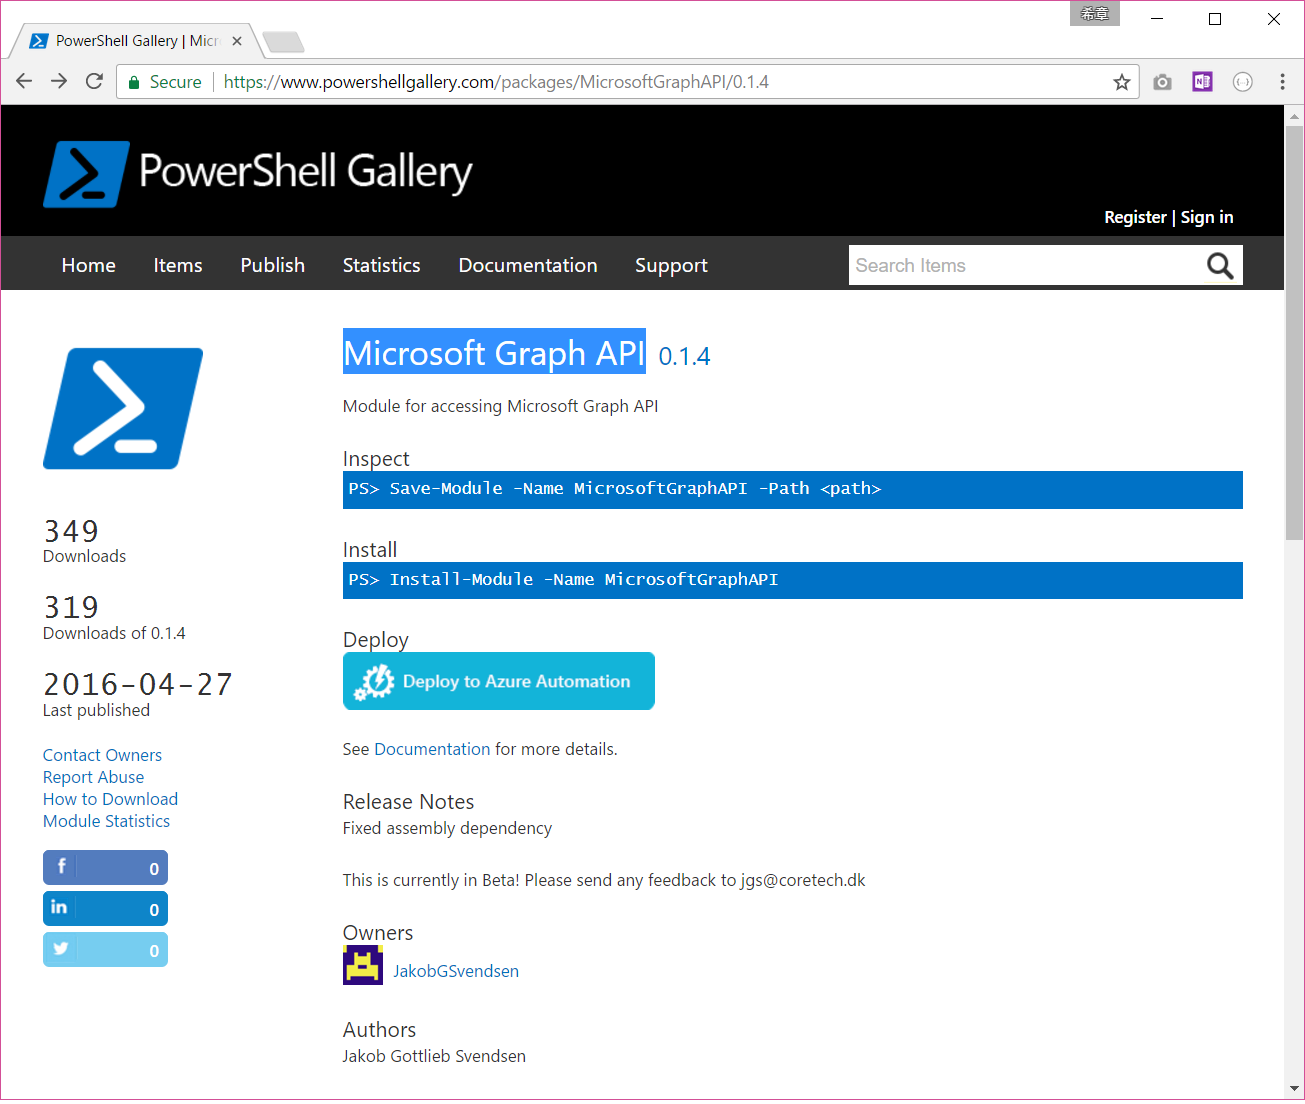 希章
PowerShell Gallery | Micr
Secure https://www.powershellgallery.com/packages/MicrosoftGraphAPI/0.1.4
PowerShell Gallery
Register | Sign in
Home Items Publish Statistics Documentation Support Search Items
Microsoft Graph API 0.1.4
Module for accessing Microsoft Graph API
Inspect
PS> Save-Module -Name MicrosoftGraphAPI -Path <path>
Install
PS> Install-Module -Name MicrosoftGraphAPI
Deploy
Deploy to Azure Automation
See Documentation for more details.
Release Notes
Fixed assembly dependency
This is currently in Beta! Please send any feedback to jgs@coretech.dk
Owners
JakobGSvendsen
Authors
Jakob Gottlieb Svendsen
349
Downloads
319
Downloads of 0.1.4
2016-04-27
Last published
Contact Owners
Report Abuse
How to Download
Module Statistics
f 0
in 0
0